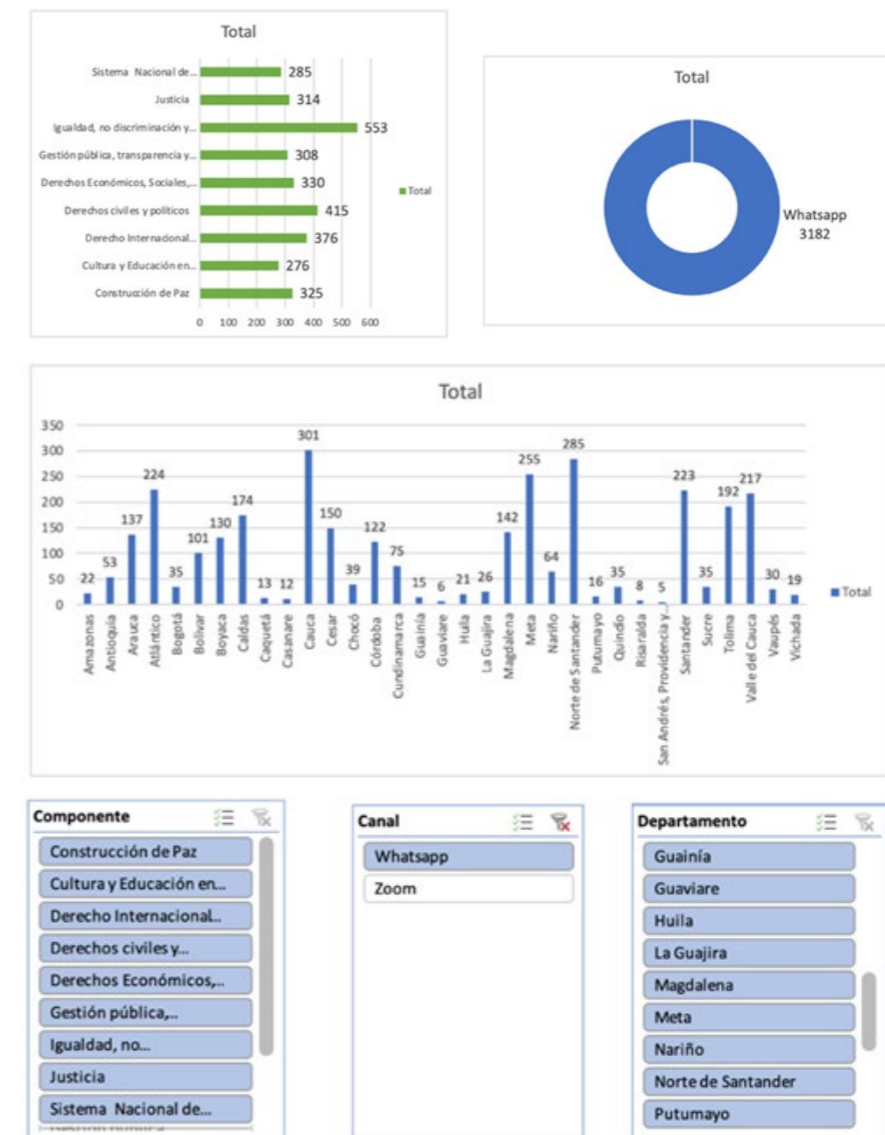 Total
Sistema Nacional de... 285
Justicia 314
Igualdad, no discriminación y... 553
Gestión pública, transparencia y... 308
Derechos Económicos, Sociales,... 330
Derechos civiles y políticos 415
Derecho Internacional... 376
Cultura y Educación en... 276
Construcción de Paz 325
0 100 200 300 400 500 600
Total
Total
Whatsapp
3182
Total
350
300
250
200
150
100
50
0
22 53 137 224 35 101 130 174 13 12 301 150 39 122 75 15 6 21 26 142 255 64 285 16 35 8 5 223 35 192 217 30 19
Amazonas
Antioquia
Arauca
Atlántico
Bogotá
Bolívar
Boyaca
Caldas
Caquetá
Casanare
Cauca
Cesar
Chocó
Córdoba
Cundinamarca
Guainía
Guaviare
Huila
La Guajira
Magdalena
Meta
Nariño
Norte de Santander
Putumayo
Quindío
Risaralda
San Andrés, Providencia y...
Santander
Sucre
Tolima
Valle del Cauca
Vaupés
Vichada
Total
Componente
Construcción de Paz
Cultura y Educación en...
Derecho Internacional...
Derechos civiles y...
Derechos Económicos,...
Gestión pública,...
Igualdad, no...
Justicia
Sistema Nacional de...
Canal
Whatsapp
Zoom
Departamento
Guainía
Guaviare
Huila
La Guajira
Magdalena
Meta
Nariño
Norte de Santander
Putumayo